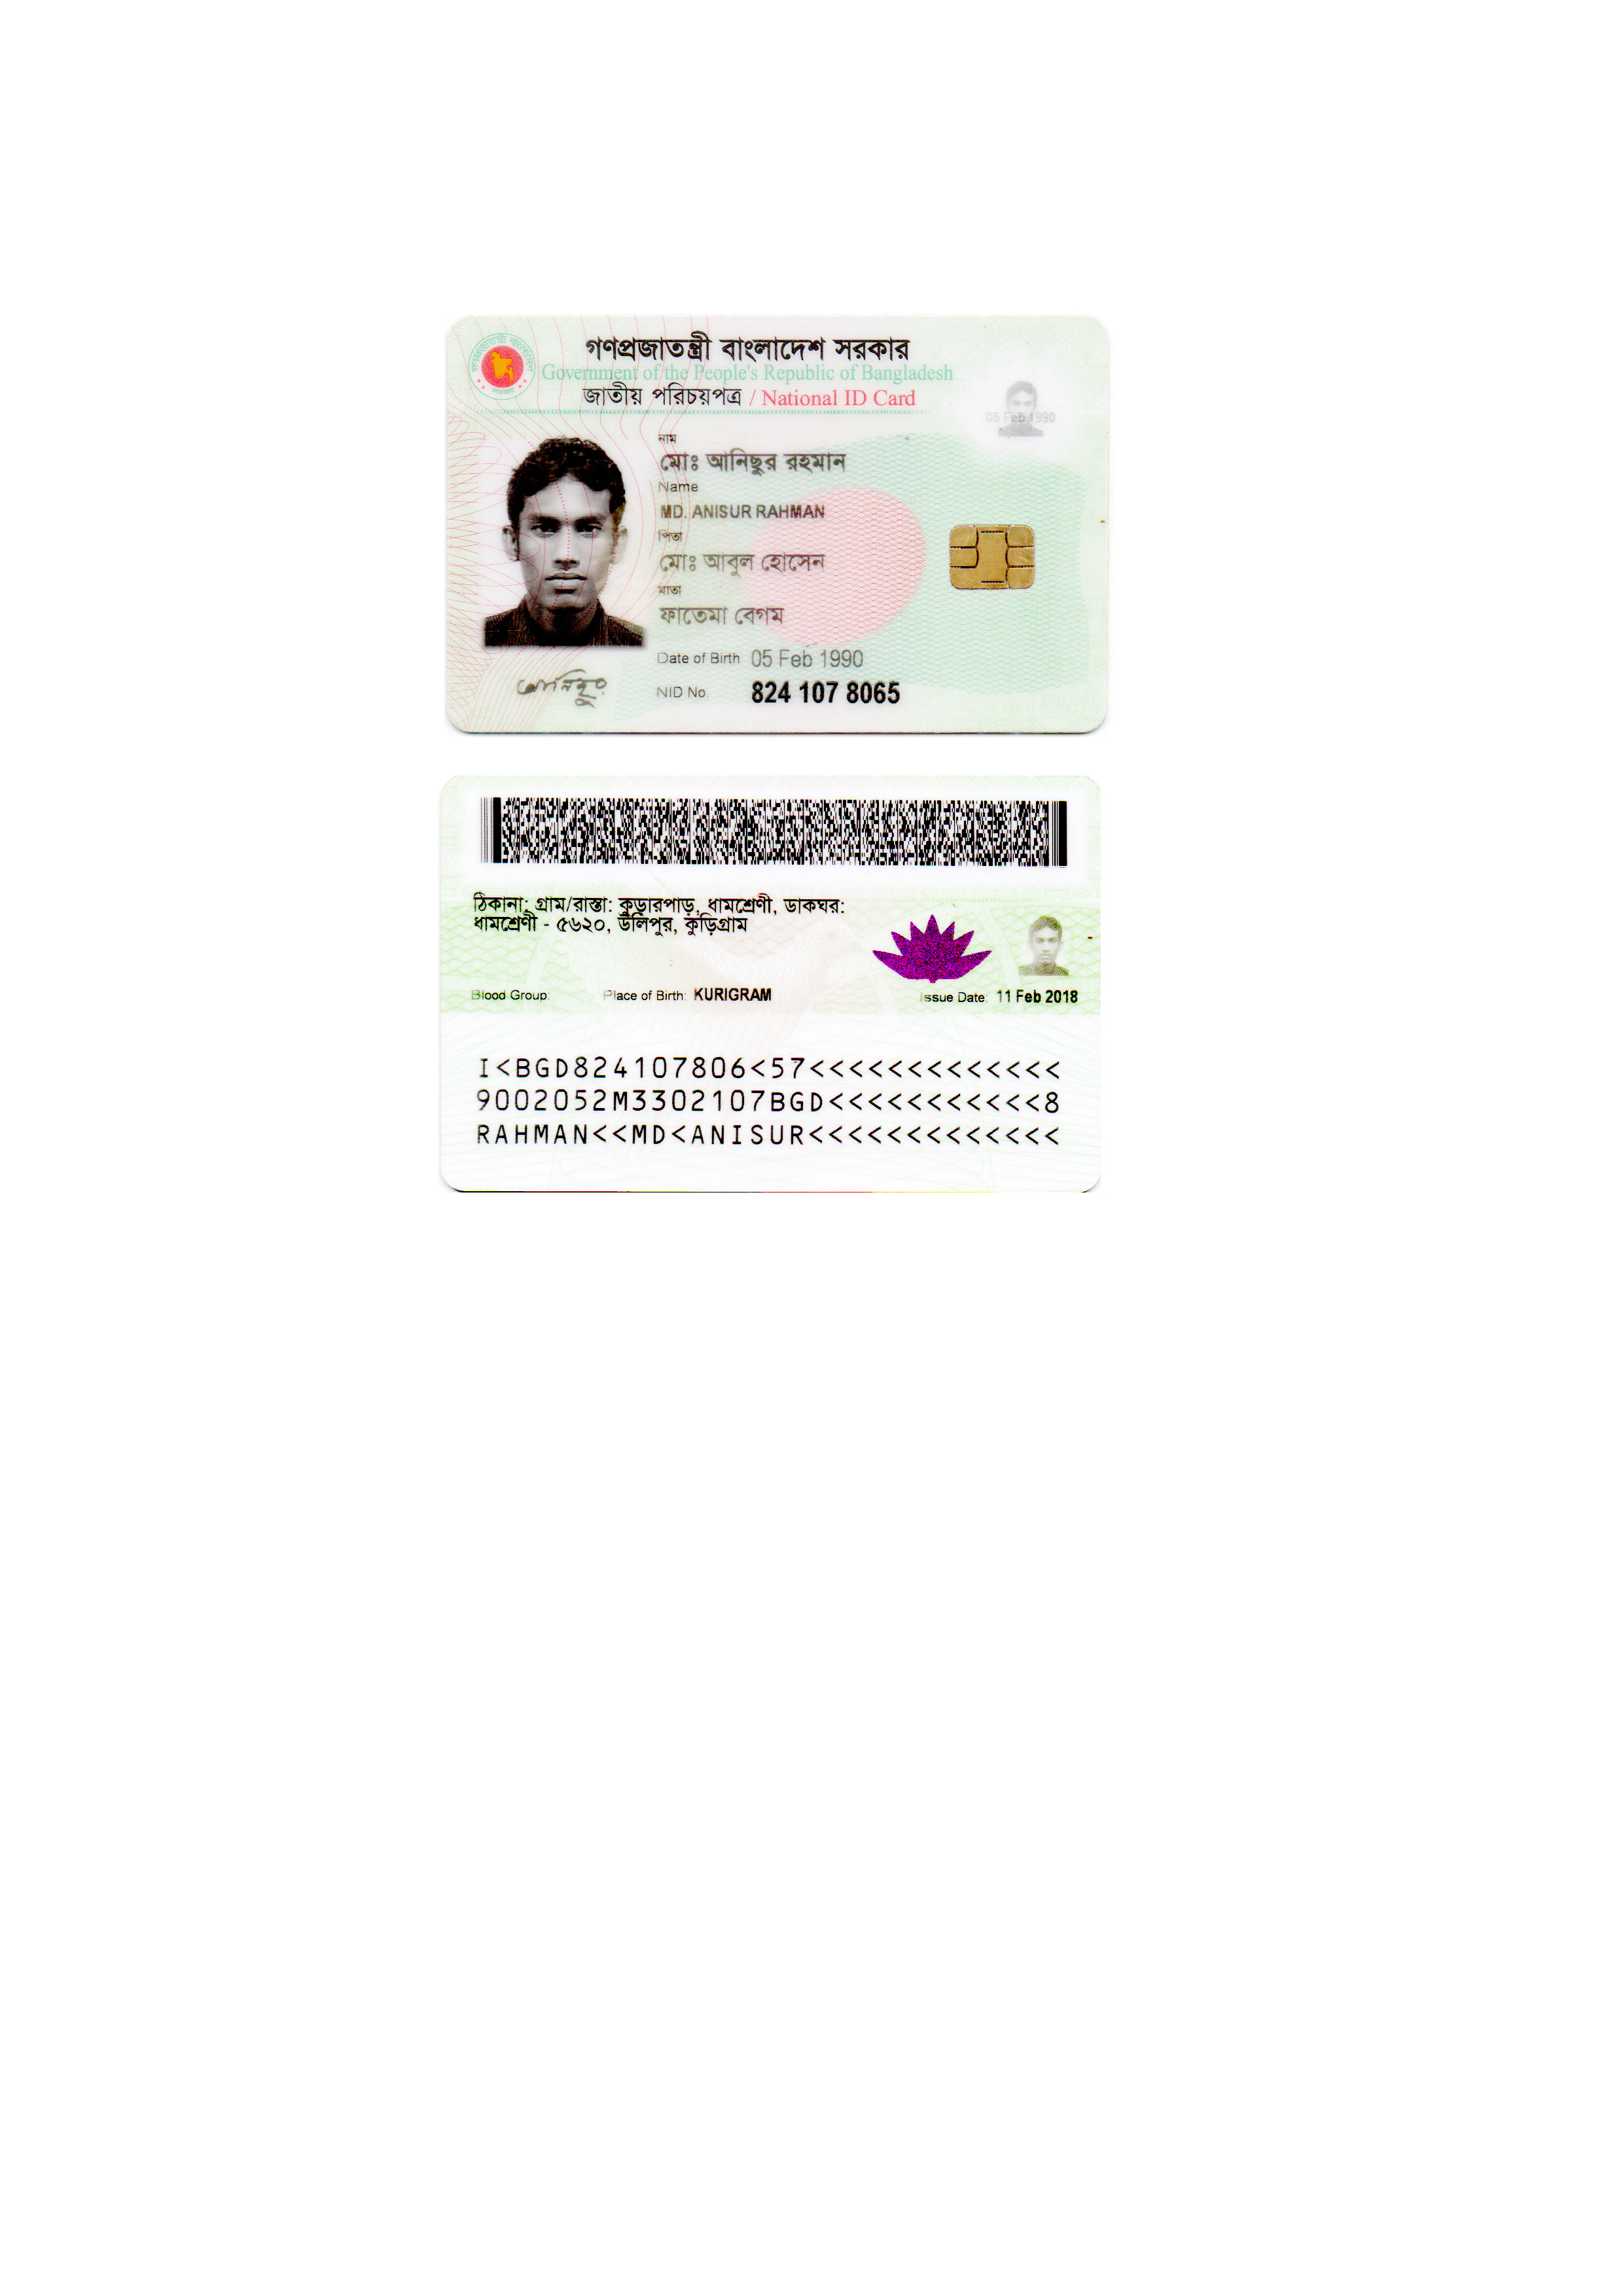 গণপ্রজাতন্ত্রী বাংলাদেশ সরকার
Government of the People's Republic of Bangladesh
জাতীয় পরিচয়পত্র / National ID Card
05 Feb 1990
নাম
মোঃ আনিছুর রহমান
Name
MD. ANISUR RAHMAN
পিতা
মোঃ আবুল হোসেন
মাতা
ফাতেমা বেগম
Date of Birth 05 Feb 1990
NID No 824 107 8065
ঠিকানা: গ্রাম/রাস্তা: কুড়ারপাড়, ধামশ্রেণী, ডাকঘর:
ধামশ্রেণী - ৫৬২০, উলিপুর, কুড়িগ্রাম
Blood Group: Place of Birth: KURIGRAM Issue Date: 11 Feb 2018
I<BGD824107806<57<<<<<<<<<<<<<
9002052M3302107BGD<<<<<<<<<<<8
RAHMAN<<MD<ANISUR<<<<<<<<<<<<<